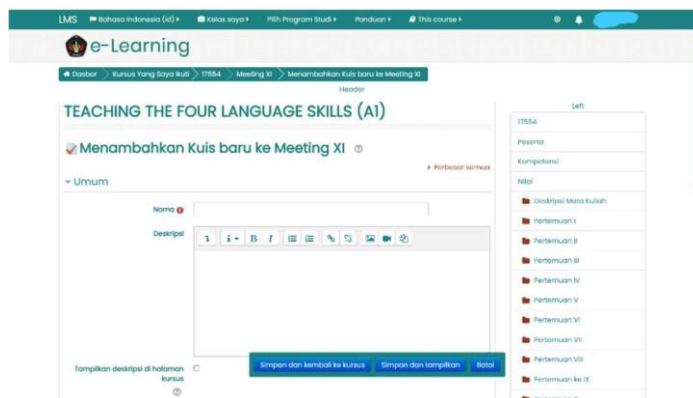 LMS Bahasa Indonesia (id) Kelas saya Pilih Program Studi Panduan This course
e-Learning
Dasbor Kursus Yang Saya Ikuti 17554 Meeting XI Menambahkan Kuis baru ke Meeting XI
Header
TEACHING THE FOUR LANGUAGE SKILLS (A1)
Menambahkan Kuis baru ke Meeting XI
Perbesar semua
Umum
Nama
Deskripsi
B I
Tampilkan deskripsi di halaman
kursus
Simpan dan kembali ke kursus Simpan dan tampilkan Batal
Left
17554
Peserta
Kompetensi
Nilai
Deskripsi Mata Kuliah
Pertemuan I
Pertemuan II
Pertemuan III
Pertemuan IV
Pertemuan V
Pertemuan VI
Pertemuan VII
Pertemuan VIII
Pertemuan ke IX